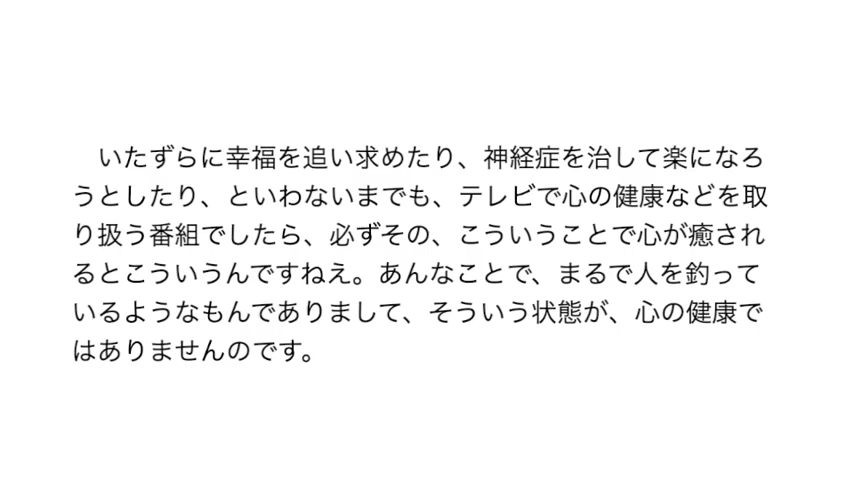 いたずらに幸福を追い求めたり、神経症を治して楽になろ
うとしたり、といわないまでも、テレビで心の健康などを取
り扱う番組でしたら、必ずその、こういうことで心が癒され
るとこういうんですねえ。あんなことで、まるで人を釣って
いるようなもんでありまして、そういう状態が、心の健康で
はありませんのです。